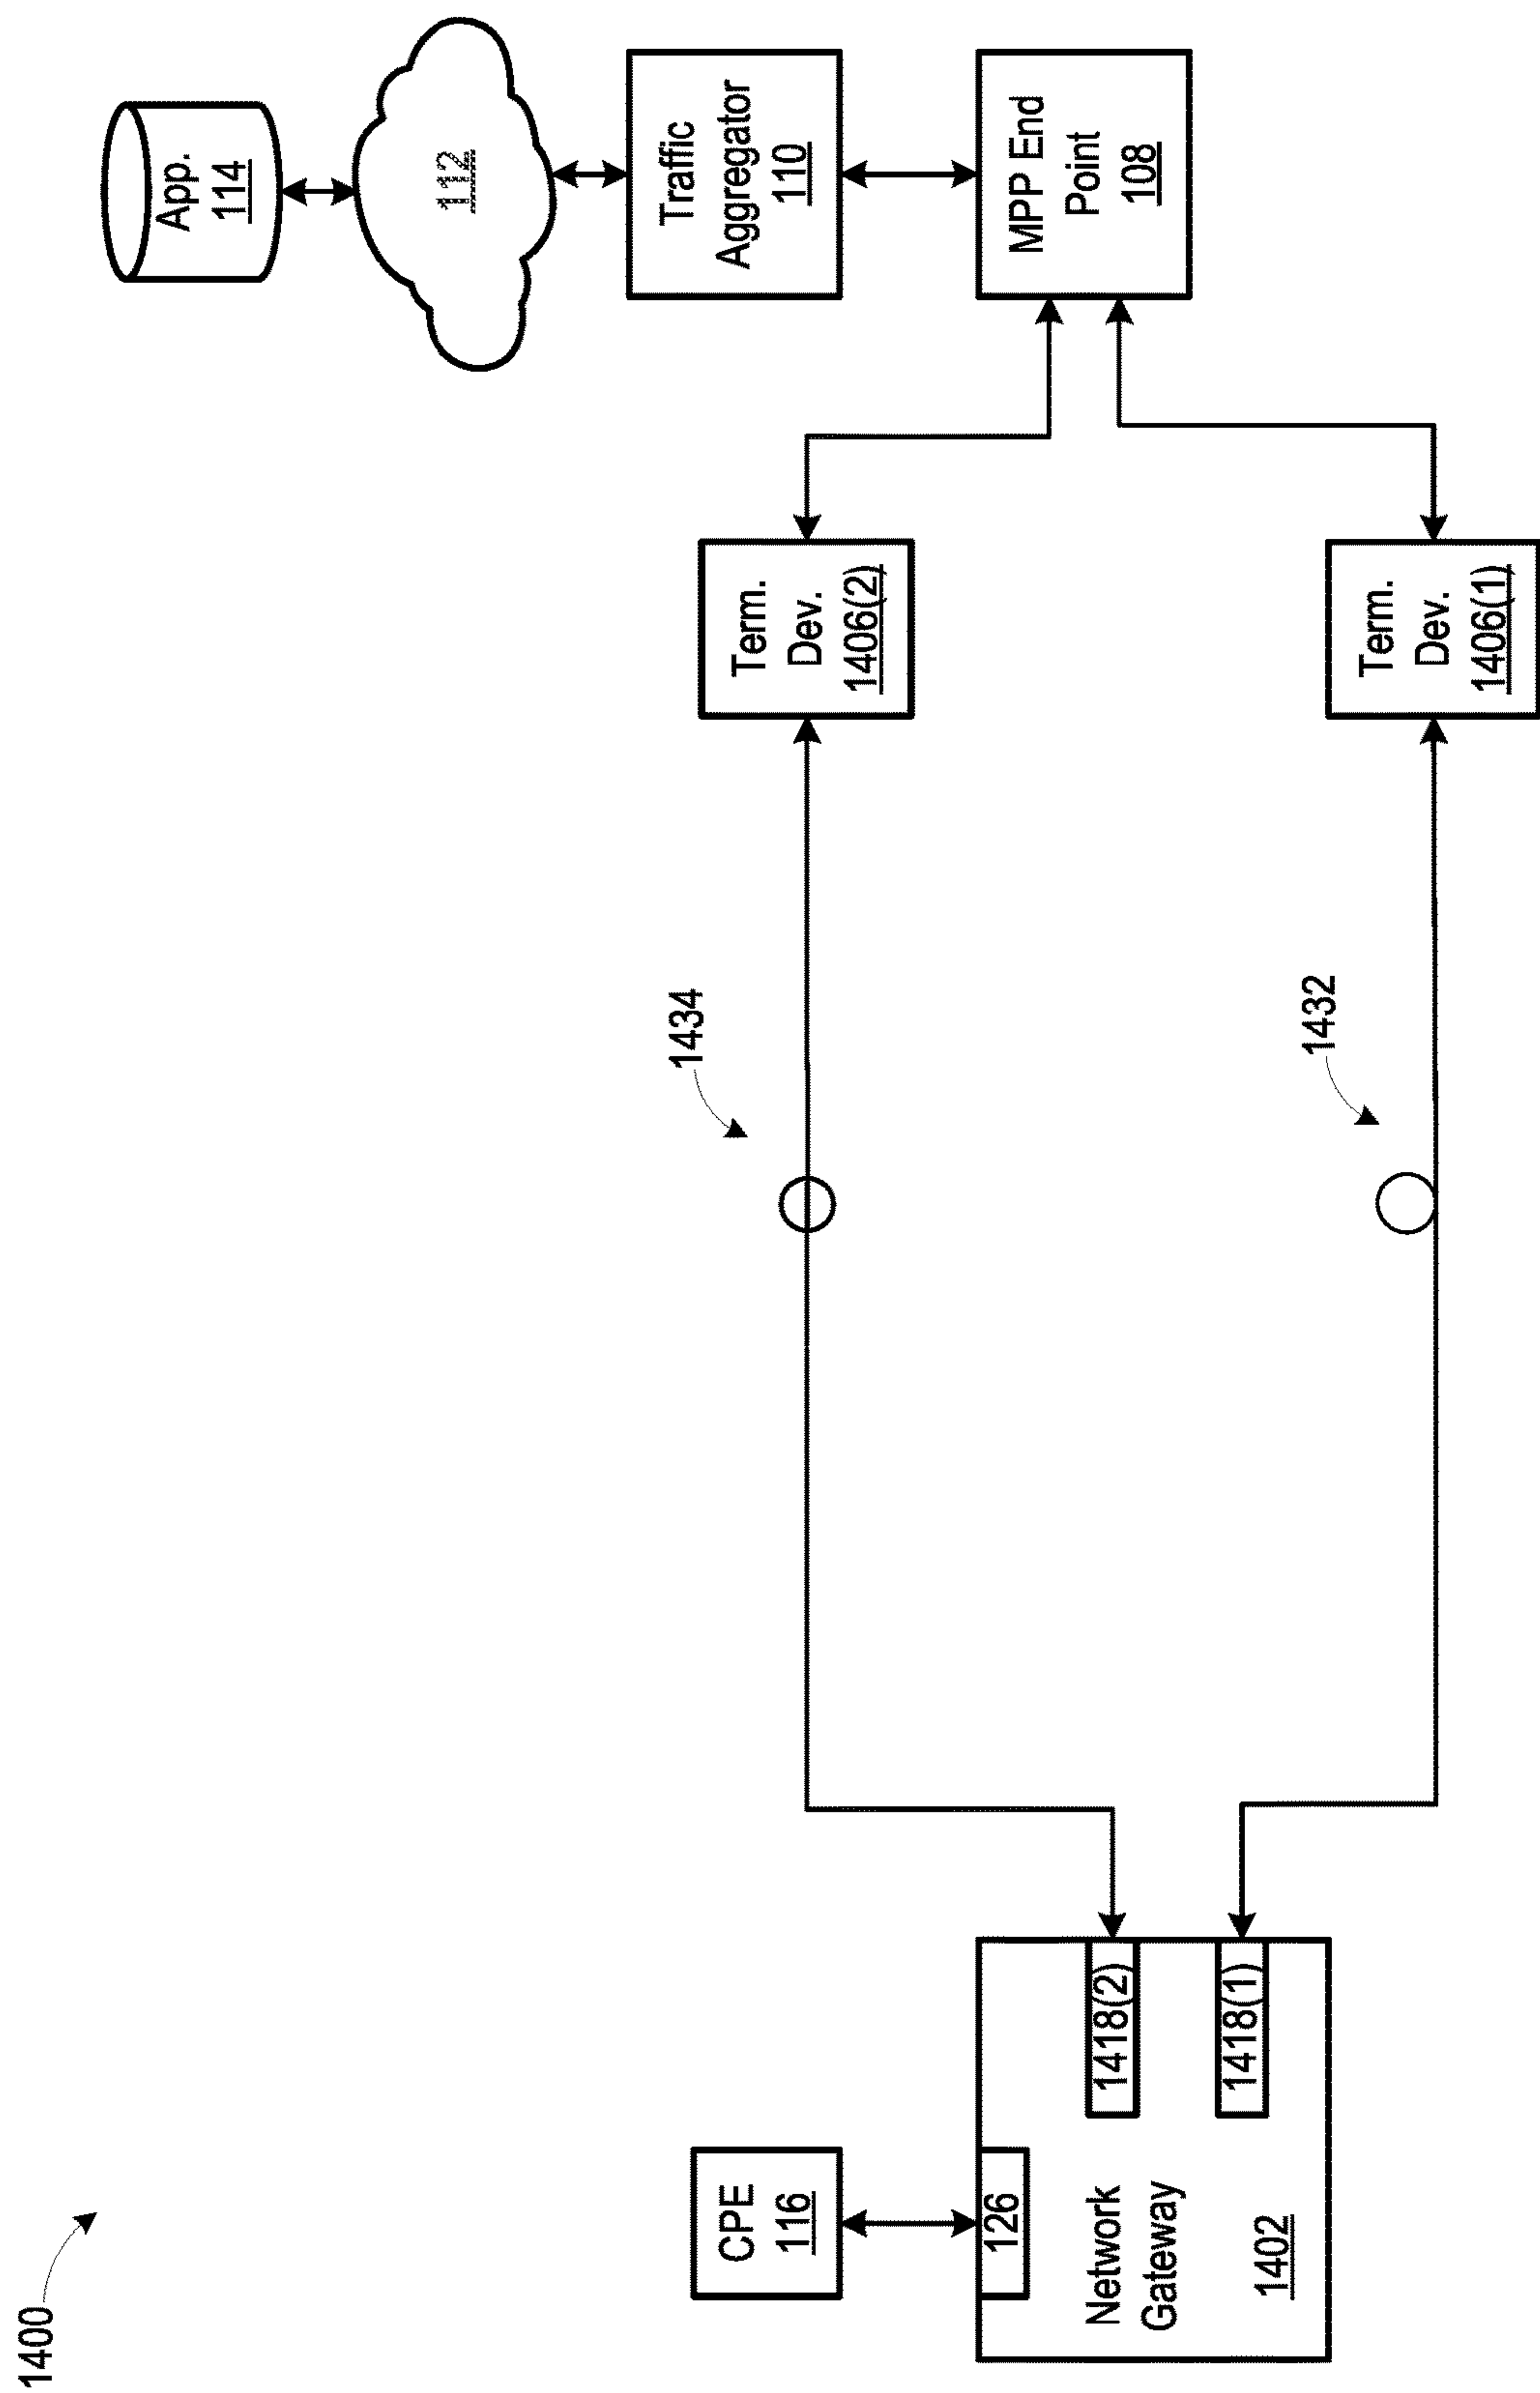 1400
App.
114
112
Traffic
Aggregator
110
MPP End
Point
108
Term.
Dev.
1406(2)
Term.
Dev.
1406(1)
1434
1432
CPE
116
126
1418(2)
1418(1)
Network
Gateway
1402